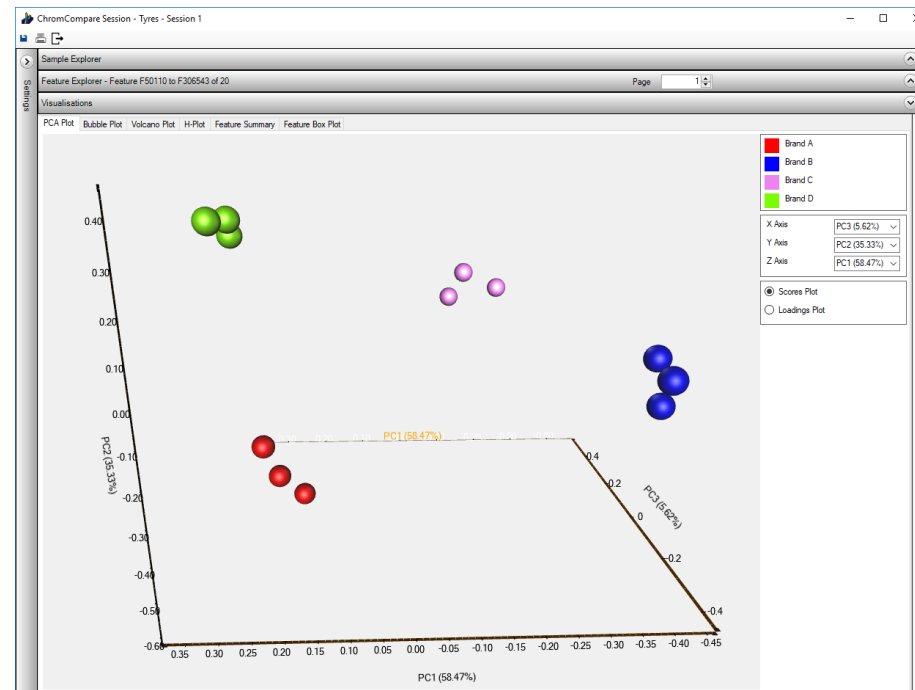 ChromCompare Session - Tyres - Session 1
Sample Explorer
Settings
Feature Explorer - Feature F50110 to F306543 of 20 Page 1
Visualisations
PCA Plot Bubble Plot Volcano Plot H-Plot Feature Summary Feature Box Plot
Brand A
Brand B
Brand C
Brand D
X Axis PC3 (5.62%)
Y Axis PC2 (35.33%)
Z Axis PC1 (58.47%)
Scores Plot
Loadings Plot
0.40
0.30
0.20
0.10
0.00
-0.10
-0.20
-0.30
-0.40
-0.50
-0.60
PC2 (35.33%)
PC1 (58.47%)
0.4
0.2
0
-0.2
-0.4
PC3 (5.62%)
0.35 0.30 0.25 0.20 0.15 0.10 0.05 0.00 -0.05 -0.10 -0.15 -0.20 -0.25 -0.30 -0.35 -0.40 -0.45
PC1 (58.47%)